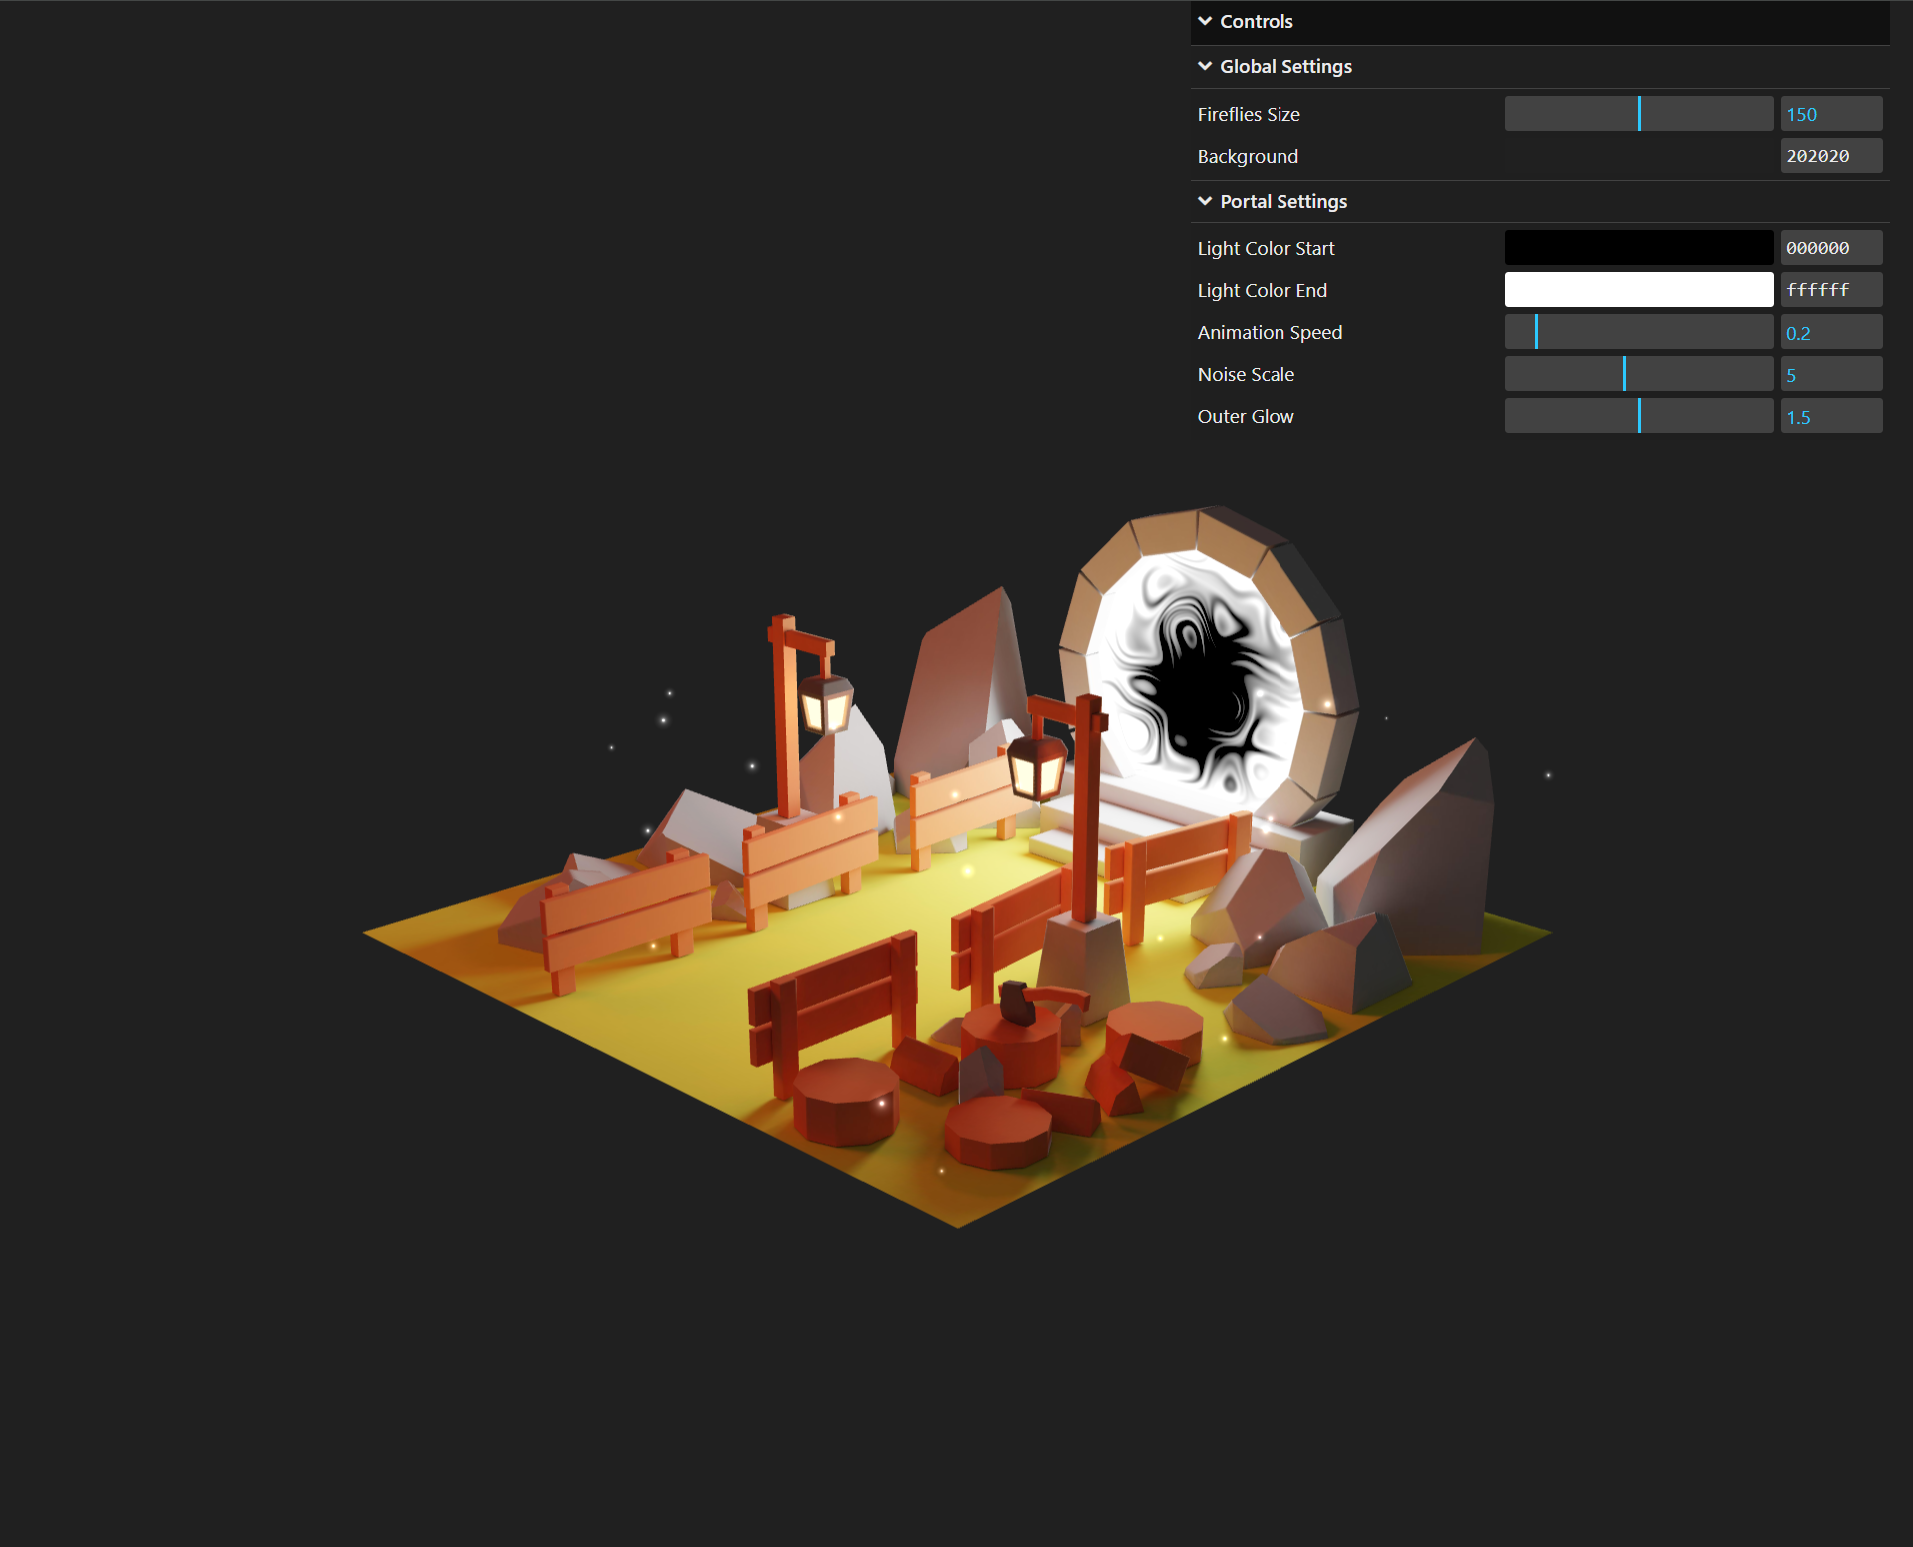 Controls
Global Settings
Fireflies Size 150
Background 202020
Portal Settings
Light Color Start 000000
Light Color End ffffff
Animation Speed 0.2
Noise Scale 5
Outer Glow 1.5